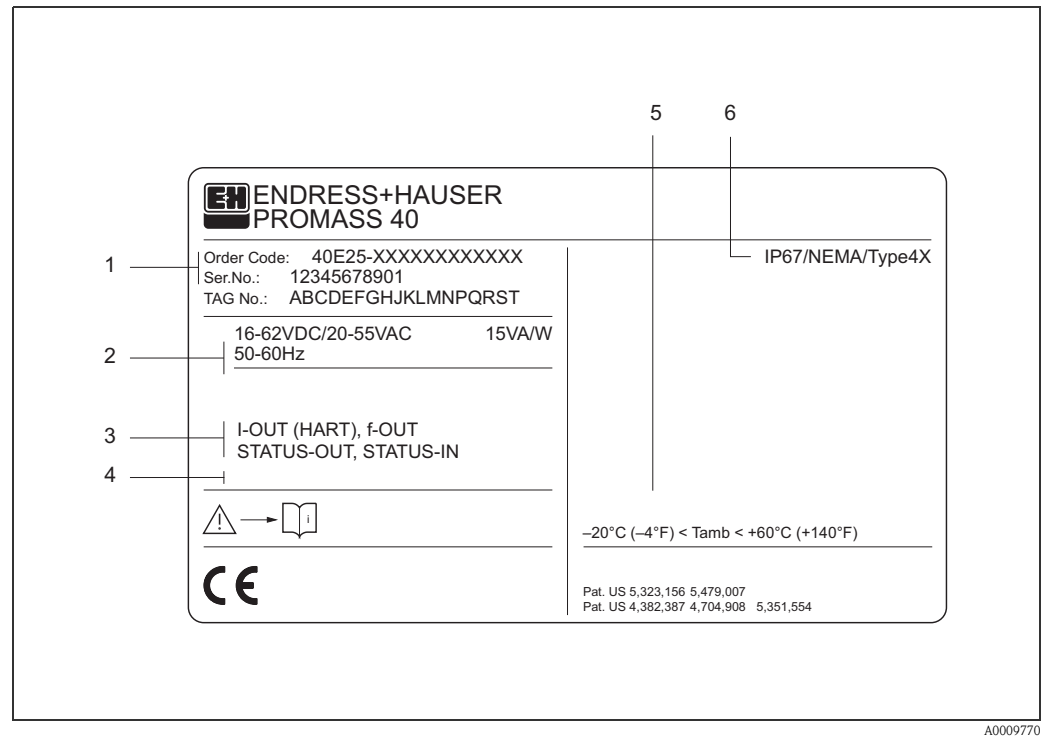 5 6
E+H ENDRESS+HAUSER
PROMASS 40
1
Order Code: 40E25-XXXXXXXXXXXX
Ser.No.: 12345678901
TAG No.: ABCDEFGHJKLMNPQRST
IP67/NEMA/Type4X
2
16-62VDC/20-55VAC 15VA/W
50-60Hz
3
I-OUT (HART), f-OUT
STATUS-OUT, STATUS-IN
4
i
–20°C (–4°F) < Tamb < +60°C (+140°F)
CE
Pat. US 5,323,156 5,479,007
Pat. US 4,382,387 4,704,908 5,351,554
A0009770